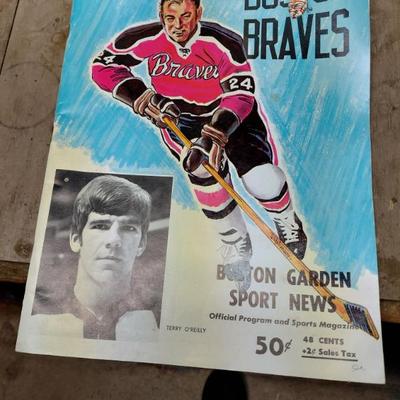 BRAVES
24
Braves
24
BOSTON GARDEN
SPORT NEWS
Official Program and Sports Magazine
TERRY O'REILLY
50¢
48 CENTS
+2¢ Sales Tax